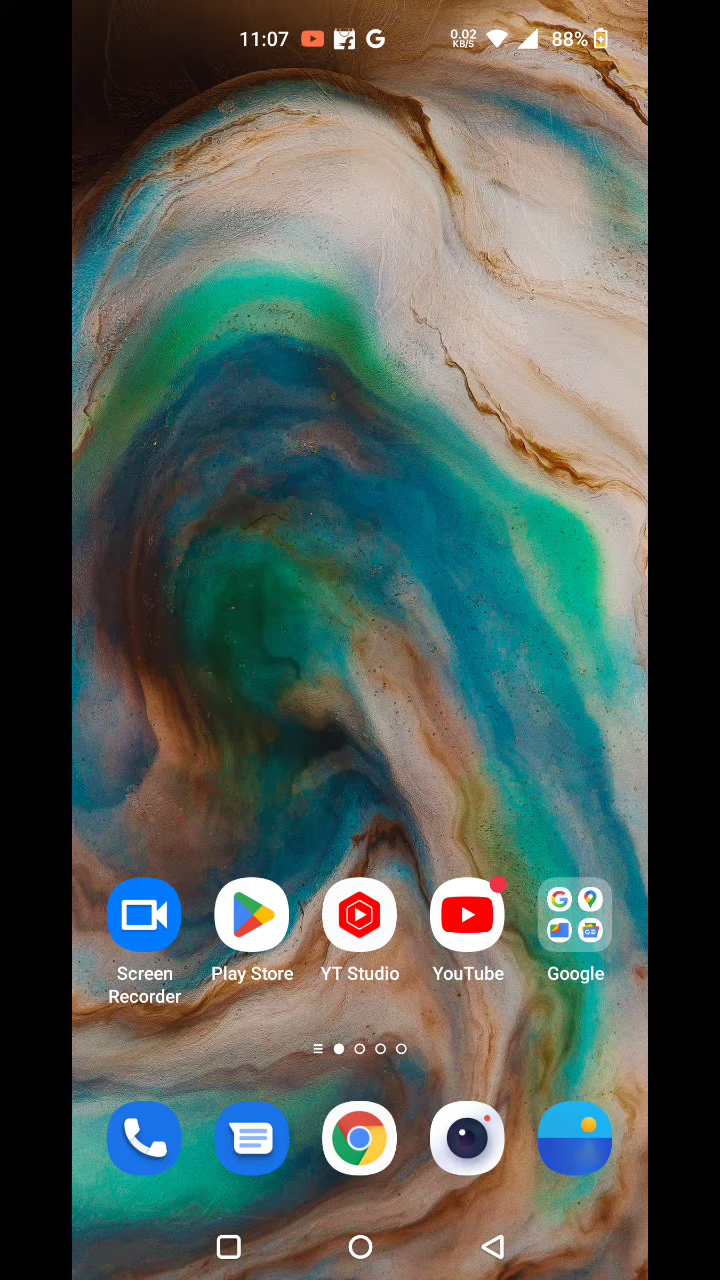 11:07
0.02
KB/S
88%
Screen
Recorder
Play Store
YT Studio
YouTube
Google